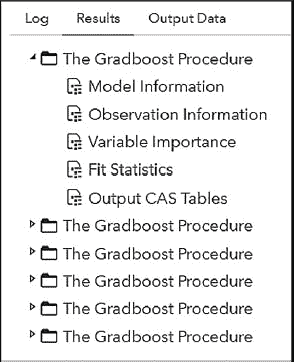 Log Results Output Data
The Gradboost Procedure
Model Information
Observation Information
Variable Importance
Fit Statistics
Output CAS Tables
The Gradboost Procedure
The Gradboost Procedure
The Gradboost Procedure
The Gradboost Procedure
The Gradboost Procedure